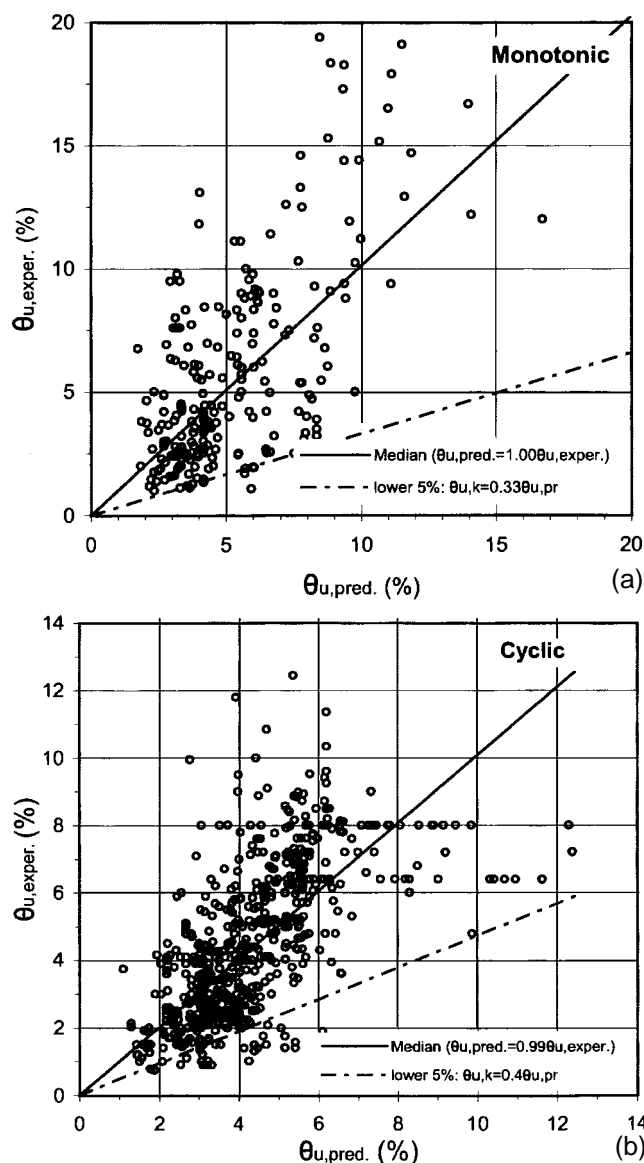 20
Monotonic
15
θu,exper. (%)
10
5
Median (θu,pred.=1.00θu,exper.)
lower 5%: θu,k=0.33θu,pr
0
0 5 10 15 20
θu,pred. (%)
(a)
14
Cyclic
12
10
θu,exper. (%)
8
6
4
2
Median (θu,pred.=0.99θu,exper.)
lower 5%: θu,k=0.4θu,pr
0
0 2 4 6 8 10 12 14
θu,pred. (%)
(b)